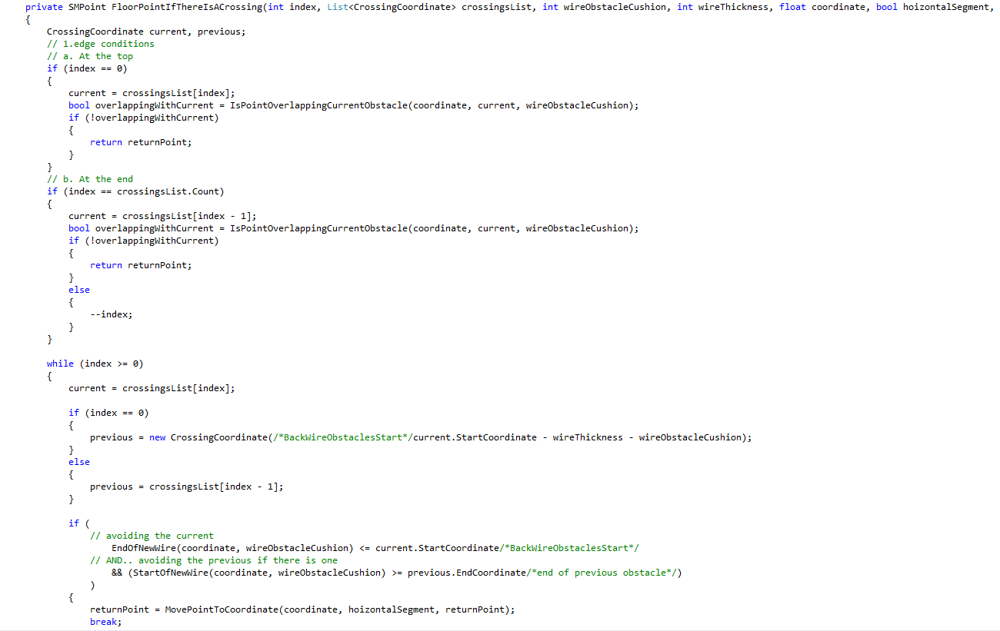 private SMPoint FloorPointIfThereIsACrossing(int index, List<CrossingCoordinate> crossingsList, int wireObstacleCushion, int wireThickness, float coordinate, bool hoizontalSegment,
{
CrossingCoordinate current, previous;
// 1.edge conditions
// a. At the top
if (index == 0)
{
current = crossingsList[index];
bool overlappingWithCurrent = IsPointOverlappingCurrentObstacle(coordinate, current, wireObstacleCushion);
if (!overlappingWithCurrent)
{
return returnPoint;
}
}
// b. At the end
if (index == crossingsList.Count)
{
current = crossingsList[index - 1];
bool overlappingWithCurrent = IsPointOverlappingCurrentObstacle(coordinate, current, wireObstacleCushion);
if (!overlappingWithCurrent)
{
return returnPoint;
}
else
{
--index;
}
}
while (index >= 0)
{
current = crossingsList[index];
if (index == 0)
{
previous = new CrossingCoordinate(/*BackWireObstaclesStart*/current.StartCoordinate - wireThickness - wireObstacleCushion);
}
else
{
previous = crossingsList[index - 1];
}
if (
// avoiding the current
EndOfNewWire(coordinate, wireObstacleCushion) <= current.StartCoordinate/*BackWireObstaclesStart*/
// AND.. avoiding the previous if there is one
&& (StartOfNewWire(coordinate, wireObstacleCushion) >= previous.EndCoordinate/*end of previous obstacle*/)
)
{
returnPoint = MovePointToCoordinate(coordinate, hoizontalSegment, returnPoint);
break;